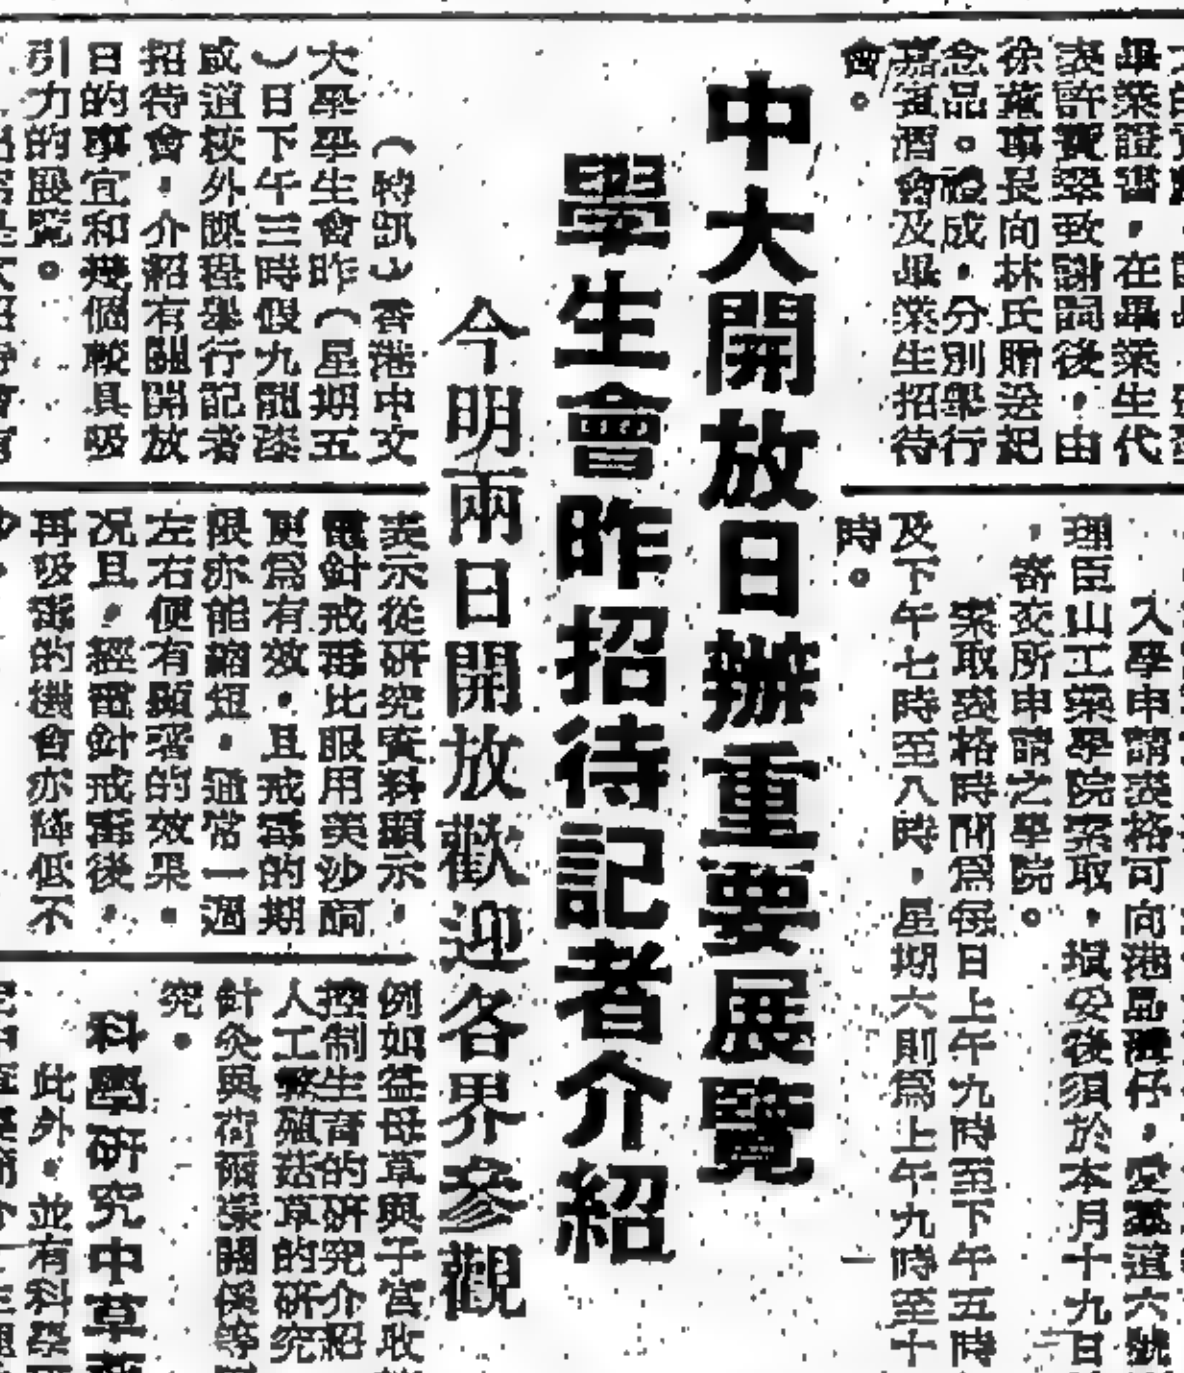 畢業證書，在畢業生代
表許寶翠致謝詞後，由
徐董事長向林氏贈送紀
念品。禮成，分別舉行
嘉賓酒會及畢業生招待
會。
入學申請表格可向港島灣仔，愛羣道六號
理臣山工業學院索取，填妥後須於本月十九日
，寄交所申請之學院。
索取表格時間為每日上午九時至下午五時
及下午七時至八時，星期六則為上午九時至十
時。
中大開放日辦重要展覽
學生會昨招待記者介紹
今明兩日開放歡迎各界參觀
（特訊）香港中文
大學學生會昨（星期五
）日下午三時假九龍漆
咸道校外課程舉行記者
招待會，介紹有關開放
日的事宜和幾個較具吸
引力的展覽。
表示從研究資料顯示，
電針戒毒比服用美沙酮
更為有效，且戒毒的期
限亦能縮短，通常一週
左右便有顯著的效果，
况且，經電針戒毒後，
再吸毒的機會亦降低不
例如益母草與子宮收
控制生育的研究介紹
人工繁殖菇草的研究
針灸與荷爾蒙關係等
究。
科學研究中草
此外，並有科學